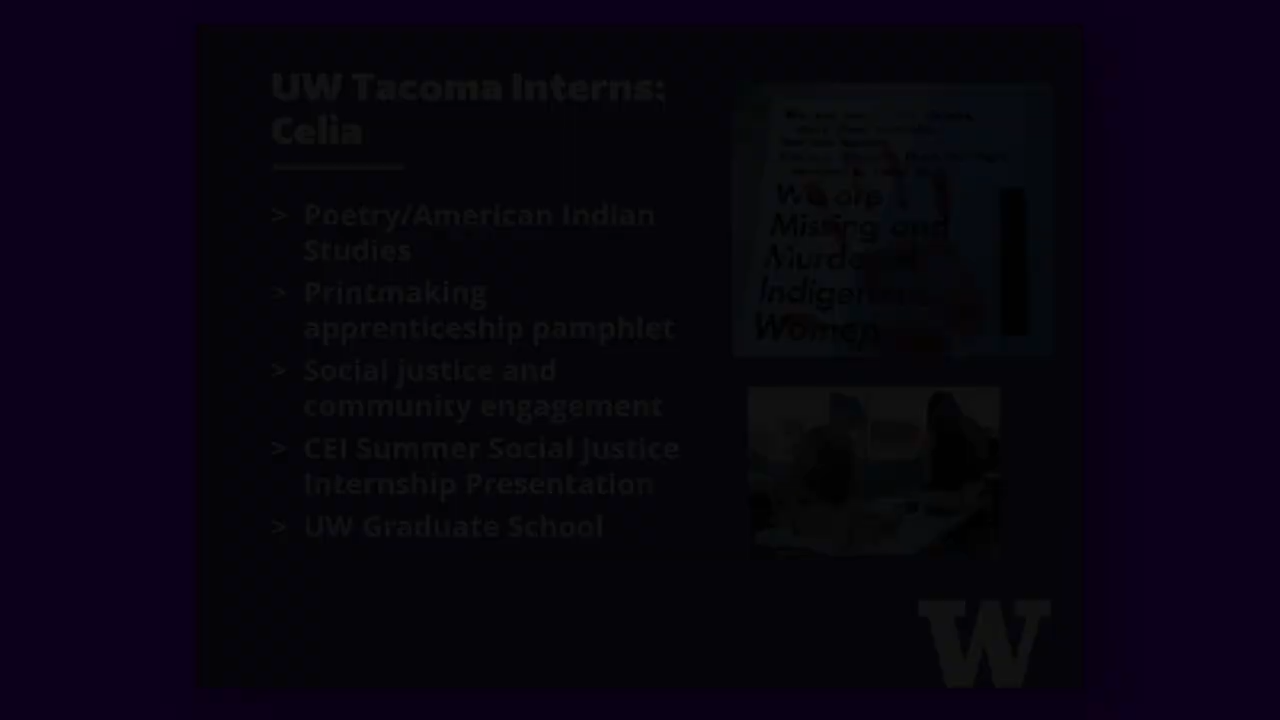 UW Tacoma Interns:
Celia
> Poetry/American Indian
Studies
> Printmaking
apprenticeship pamphlet
> Social justice and
community engagement
> CEI Summer Social Justice
Internship Presentation
> UW Graduate School
We are
Missing and
Murdered
Indigenous
Women
W